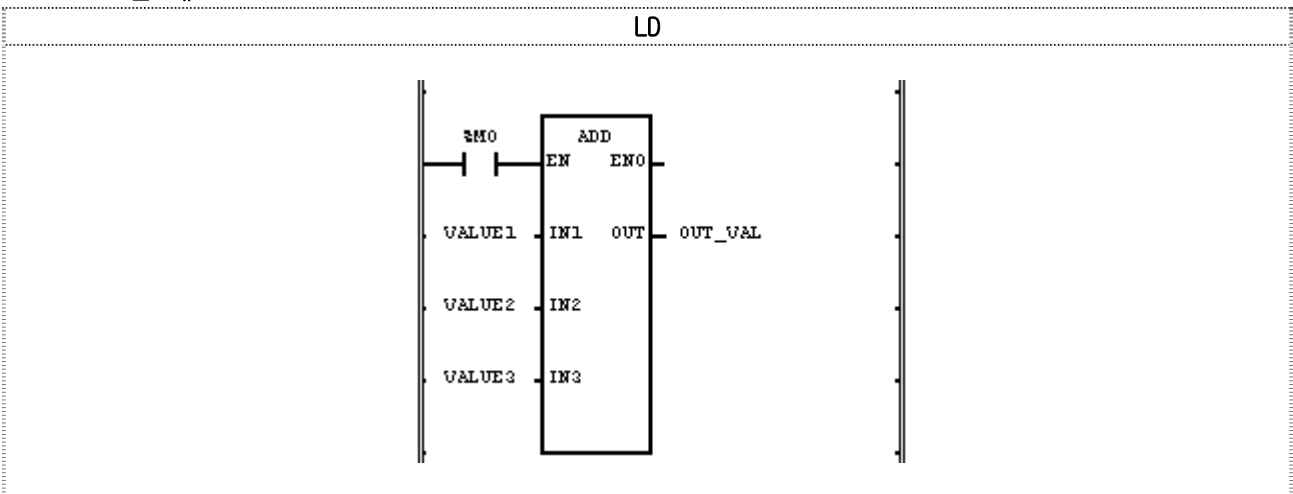 LD
%M0
ADD
EN ENO
VALUE1 IN1 OUT OUT_VAL
VALUE2 IN2
VALUE3 IN3